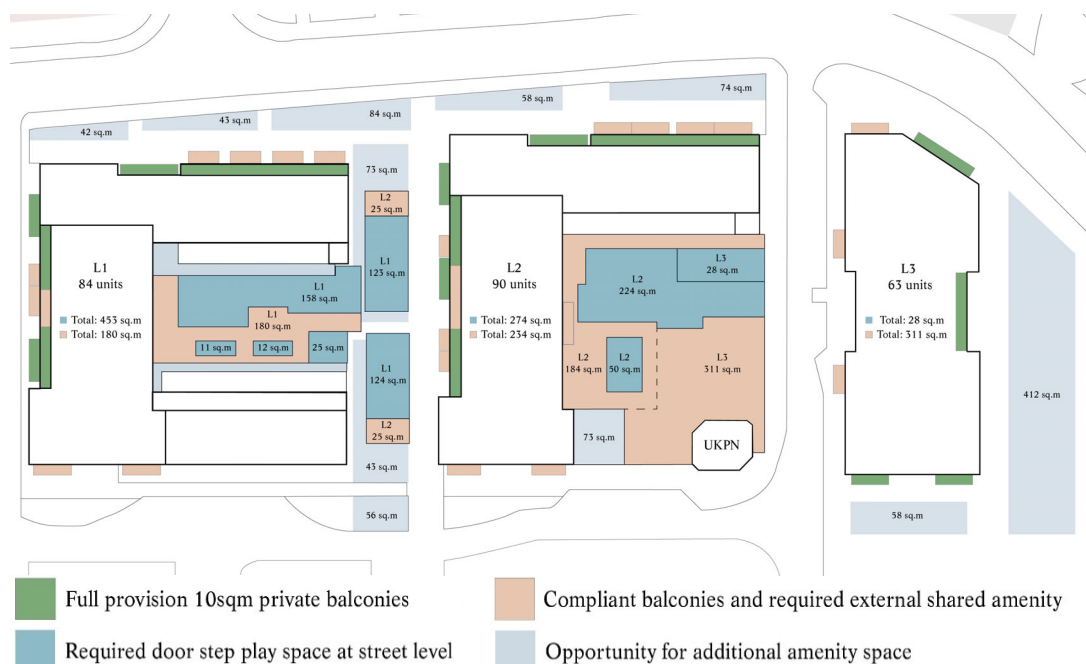 74 sq.m
58 sq.m
84 sq.m
43 sq.m
42 sq.m
73 sq.m
L2
25 sq.m
L1
123 sq.m
L1
84 units
Total: 453 sq.m
Total: 180 sq.m
L1
158 sq.m
L1
180 sq.m
11 sq.m
12 sq.m
25 sq.m
L1
124 sq.m
L2
25 sq.m
43 sq.m
56 sq.m
L2
90 units
Total: 274 sq.m
Total: 234 sq.m
L3
28 sq.m
L2
224 sq.m
L2
184 sq.m
L2
50 sq.m
L3
311 sq.m
73 sq.m
UKPN
L3
63 units
Total: 28 sq.m
Total: 311 sq.m
412 sq.m
58 sq.m
Full provision 10sqm private balconies
Compliant balconies and required external shared amenity
Required door step play space at street level
Opportunity for additional amenity space